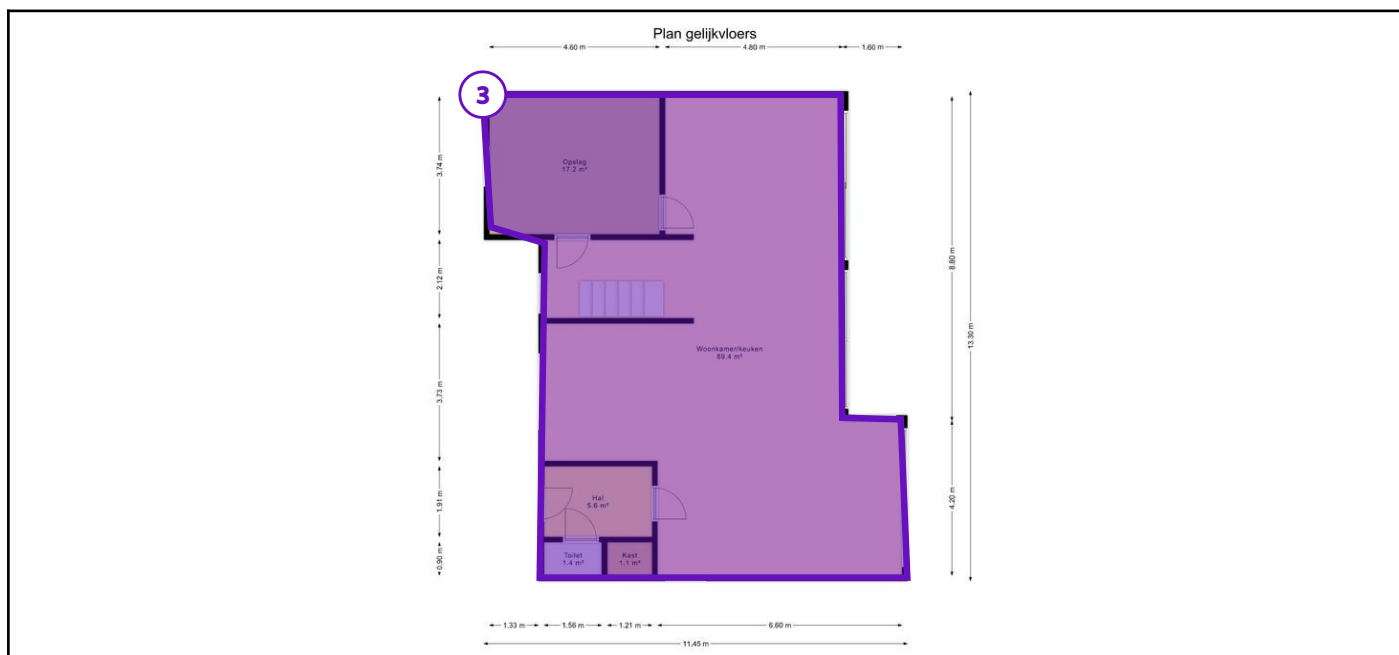 Plan gelijkvloers
4.60 m
4.80 m
1.60 m
3
3.74 m
Opslag
17.2 m²
2.12 m
8.80 m
13.30 m
Woonkamer/keuken
89.4 m²
3.73 m
1.91 m
Hal
5.6 m²
4.20 m
0.90 m
Toilet
1.4 m²
Kast
1.1 m²
1.33 m
1.56 m
1.21 m
6.60 m
11.45 m